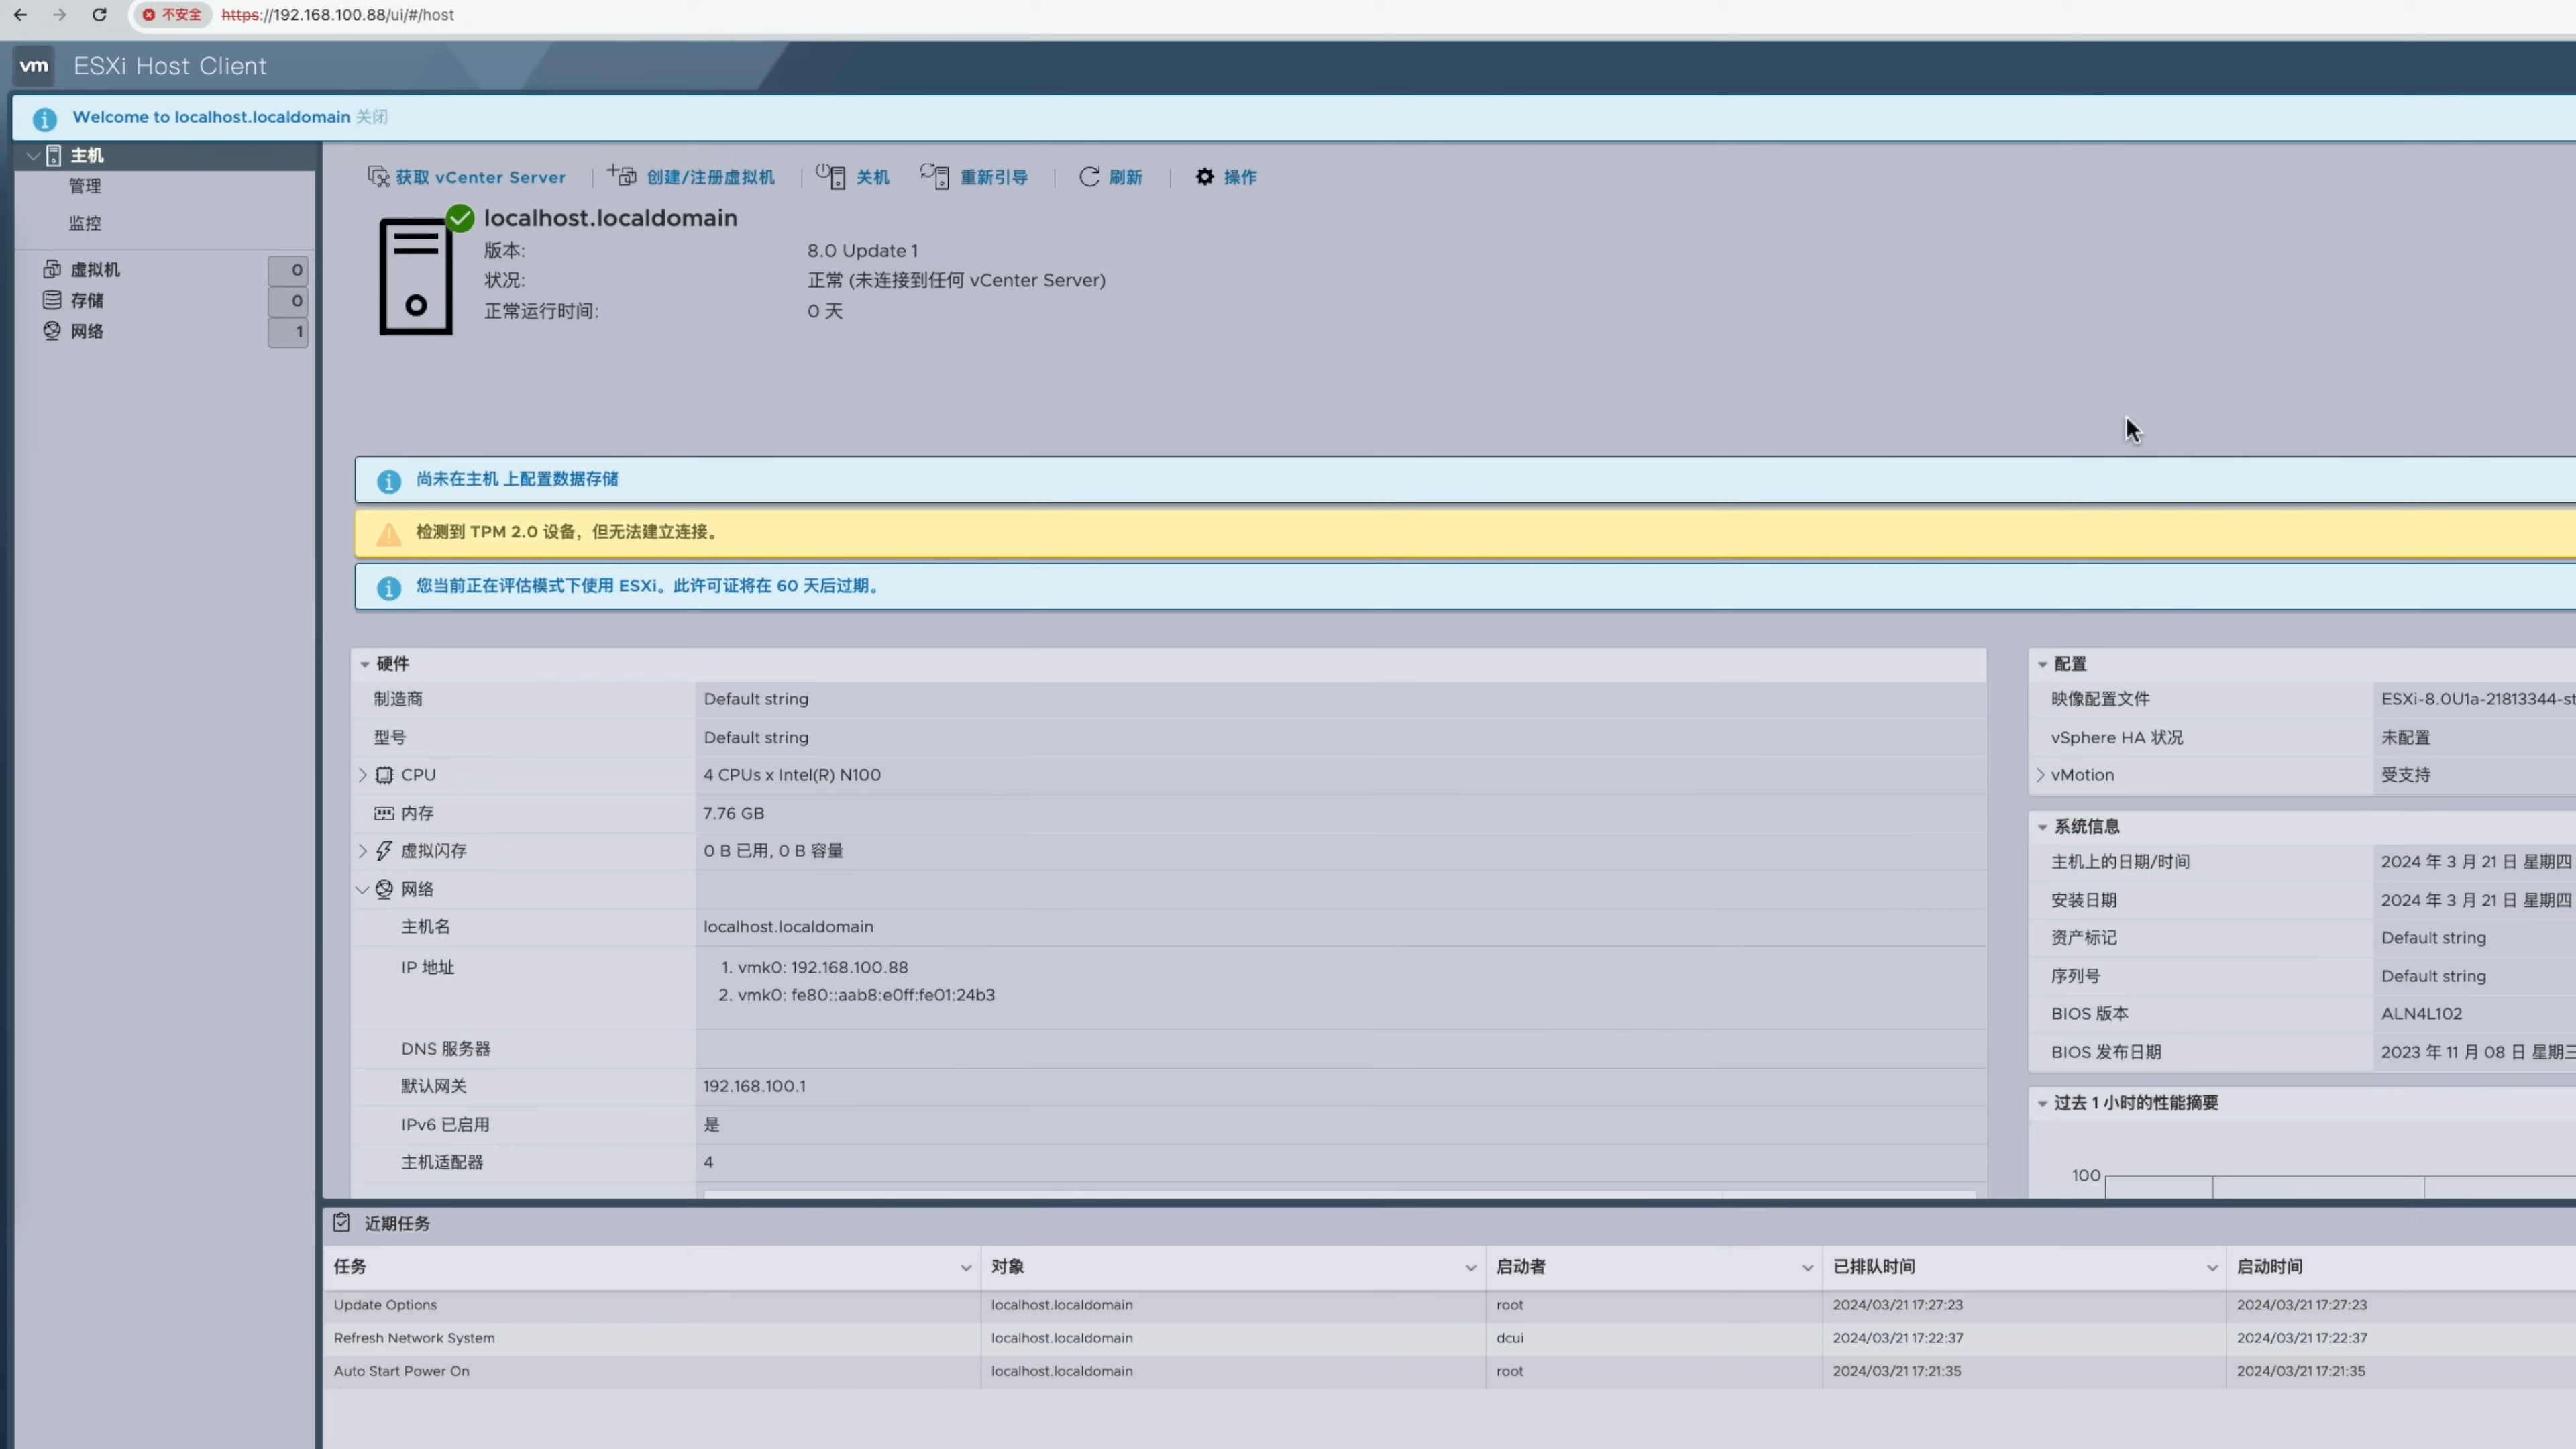 不安全 https://192.168.100.88/ui/#/host
vm ESXi Host Client
Welcome to localhost.localdomain 关闭
主机
管理
监控
虚拟机 0
存储 0
网络 1
获取 vCenter Server 创建/注册虚拟机 关机 重新引导 刷新 操作
localhost.localdomain
版本: 8.0 Update 1
状况: 正常 (未连接到任何 vCenter Server)
正常运行时间: 0 天
尚未在主机 上配置数据存储
检测到 TPM 2.0 设备，但无法建立连接。
您当前正在评估模式下使用 ESXi。此许可证将在 60 天后过期。
硬件
制造商 Default string
型号 Default string
CPU 4 CPUs x Intel(R) N100
内存 7.76 GB
虚拟闪存 0 B 已用, 0 B 容量
网络
主机名 localhost.localdomain
IP 地址 1. vmk0: 192.168.100.88
2. vmk0: fe80::aab8:e0ff:fe01:24b3
DNS 服务器
默认网关 192.168.100.1
IPv6 已启用 是
主机适配器 4
配置
映像配置文件 ESXi-8.0U1a-21813344-st
vSphere HA 状况 未配置
vMotion 受支持
系统信息
主机上的日期/时间 2024 年 3 月 21 日 星期四
安装日期 2024 年 3 月 21 日 星期四
资产标记 Default string
序列号 Default string
BIOS 版本 ALN4L102
BIOS 发布日期 2023 年 11 月 08 日 星期三
过去 1 小时的性能摘要
100
近期任务
任务 对象 启动者 已排队时间 启动时间
Update Options localhost.localdomain root 2024/03/21 17:27:23 2024/03/21 17:27:23
Refresh Network System localhost.localdomain dcui 2024/03/21 17:22:37 2024/03/21 17:22:37
Auto Start Power On localhost.localdomain root 2024/03/21 17:21:35 2024/03/21 17:21:35